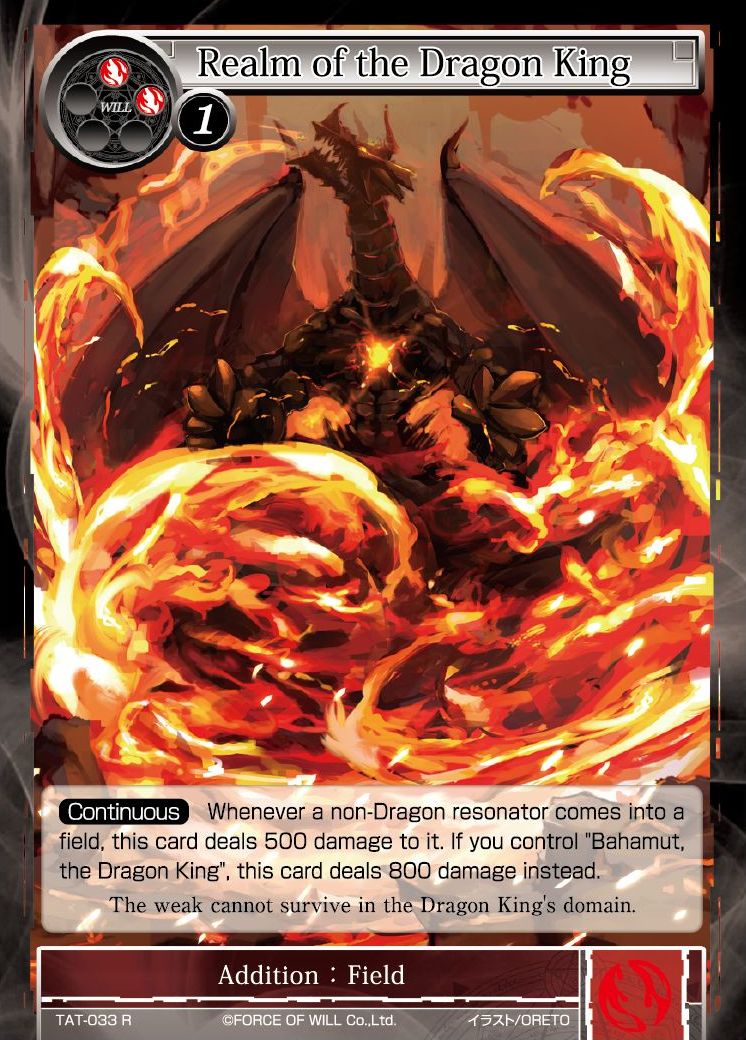 Realm of the Dragon King
WILL
1
Continuous Whenever a non-Dragon resonator comes into a
field, this card deals 500 damage to it. If you control "Bahamut,
the Dragon King", this card deals 800 damage instead.
The weak cannot survive in the Dragon King's domain.
Addition : Field
TAT-033 R ©FORCE OF WILL Co.,Ltd. イラスト/ORETO